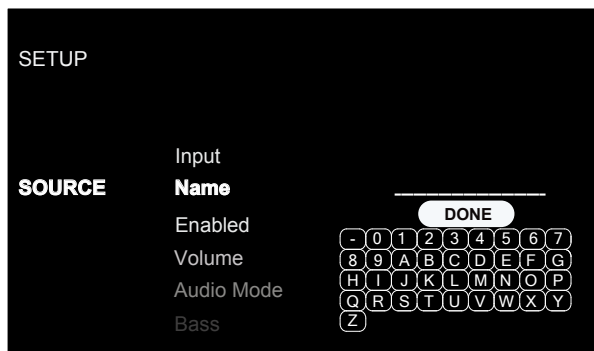 SETUP
Input
SOURCE Name ______________
Enabled DONE
- 0 1 2 3 4 5 6 7
Volume 8 9 A B C D E F G
H I J K L M N O P
Audio Mode Q R S T U V W X Y
Bass Z